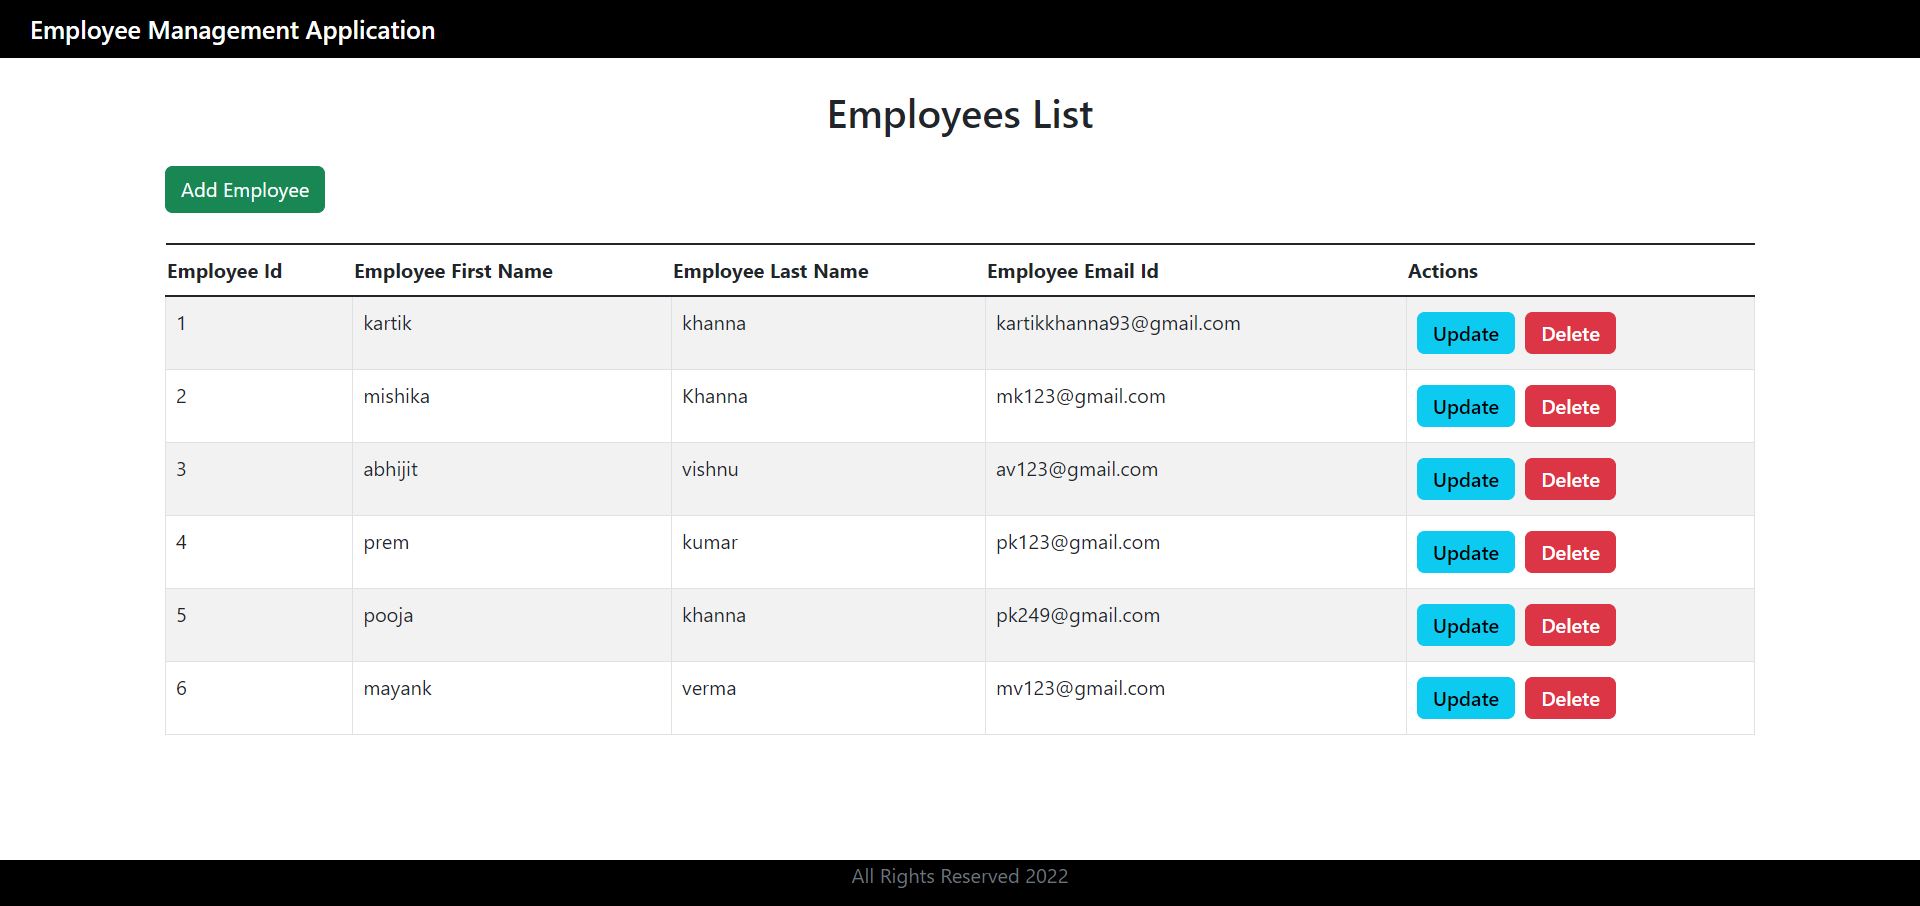 Employee Management Application
Employees List
Add Employee
Employee Id Employee First Name Employee Last Name Employee Email Id Actions
1 kartik khanna kartikkhanna93@gmail.com Update Delete
2 mishika Khanna mk123@gmail.com Update Delete
3 abhijit vishnu av123@gmail.com Update Delete
4 prem kumar pk123@gmail.com Update Delete
5 pooja khanna pk249@gmail.com Update Delete
6 mayank verma mv123@gmail.com Update Delete
All Rights Reserved 2022